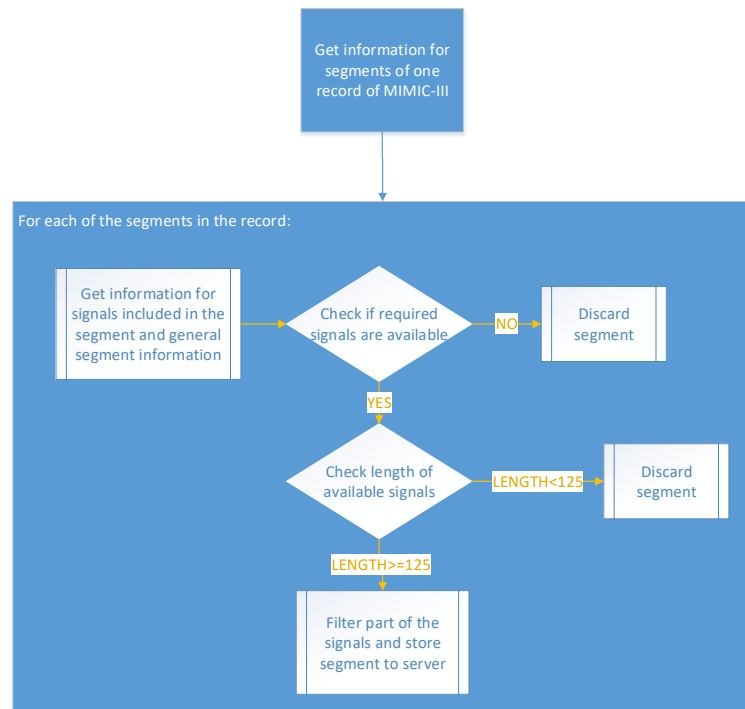 Get information for
segments of one
record of MIMIC-III
For each of the segments in the record:
Get information for
signals included in the
segment and general
segment information
Check if required
signals are available
NO
Discard
segment
YES
Check length of
available signals
LENGTH<125
Discard
segment
LENGTH>=125
Filter part of the
signals and store
segment to server